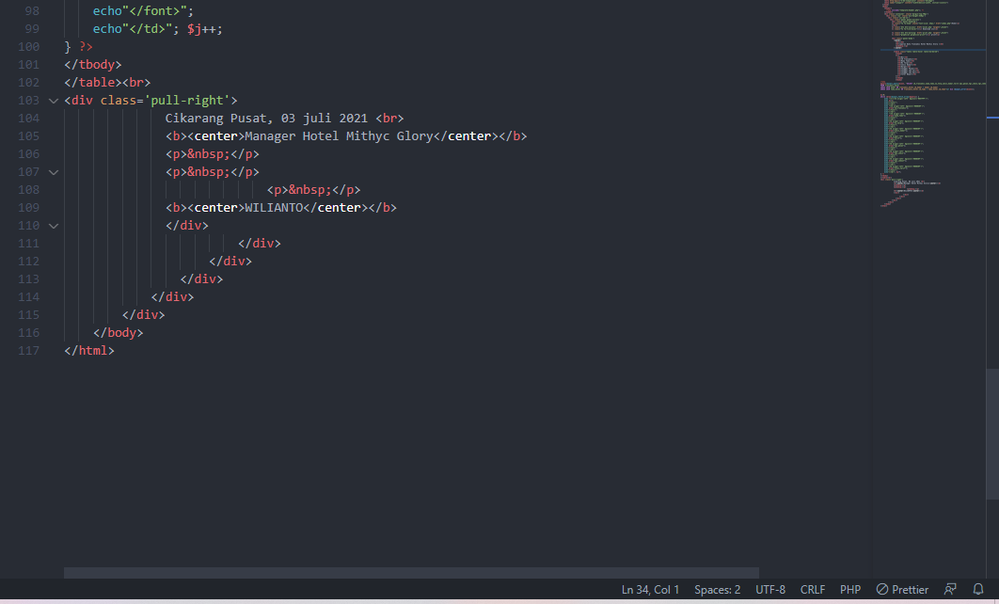 98 echo"</font>";
99 echo"</td>"; $j++;
100 } ?>
101 </tbody>
102 </table><br>
103 <div class='pull-right'>
104 Cikarang Pusat, 03 juli 2021 <br>
105 <b><center>Manager Hotel Mithyc Glory</center></b>
106 <p>&nbsp;</p>
107 <p>&nbsp;</p>
108 <p>&nbsp;</p>
109 <b><center>WILIANTO</center></b>
110 </div>
111 </div>
112 </div>
113 </div>
114 </div>
115 </div>
116 </body>
117 </html>
Ln 34, Col 1 Spaces: 2 UTF-8 CRLF PHP Prettier